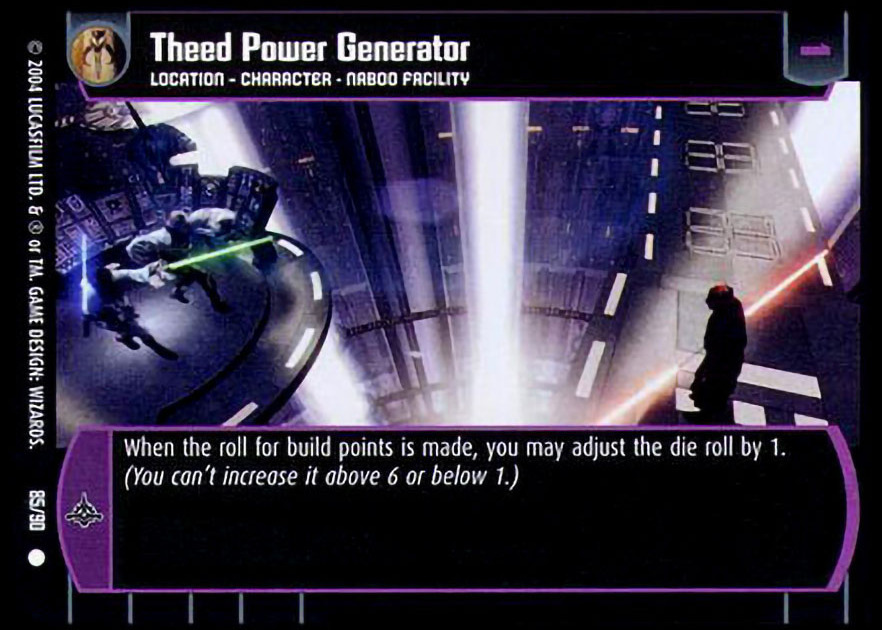 Theed Power Generator
LOCATION - CHARACTER - NABOO FACILITY
1
When the roll for build points is made, you may adjust the die roll by 1.
(You can't increase it above 6 or below 1.)
© 2004 LUCASFILM LTD. & ® or TM. GAME DESIGN: WIZARDS.
85/90